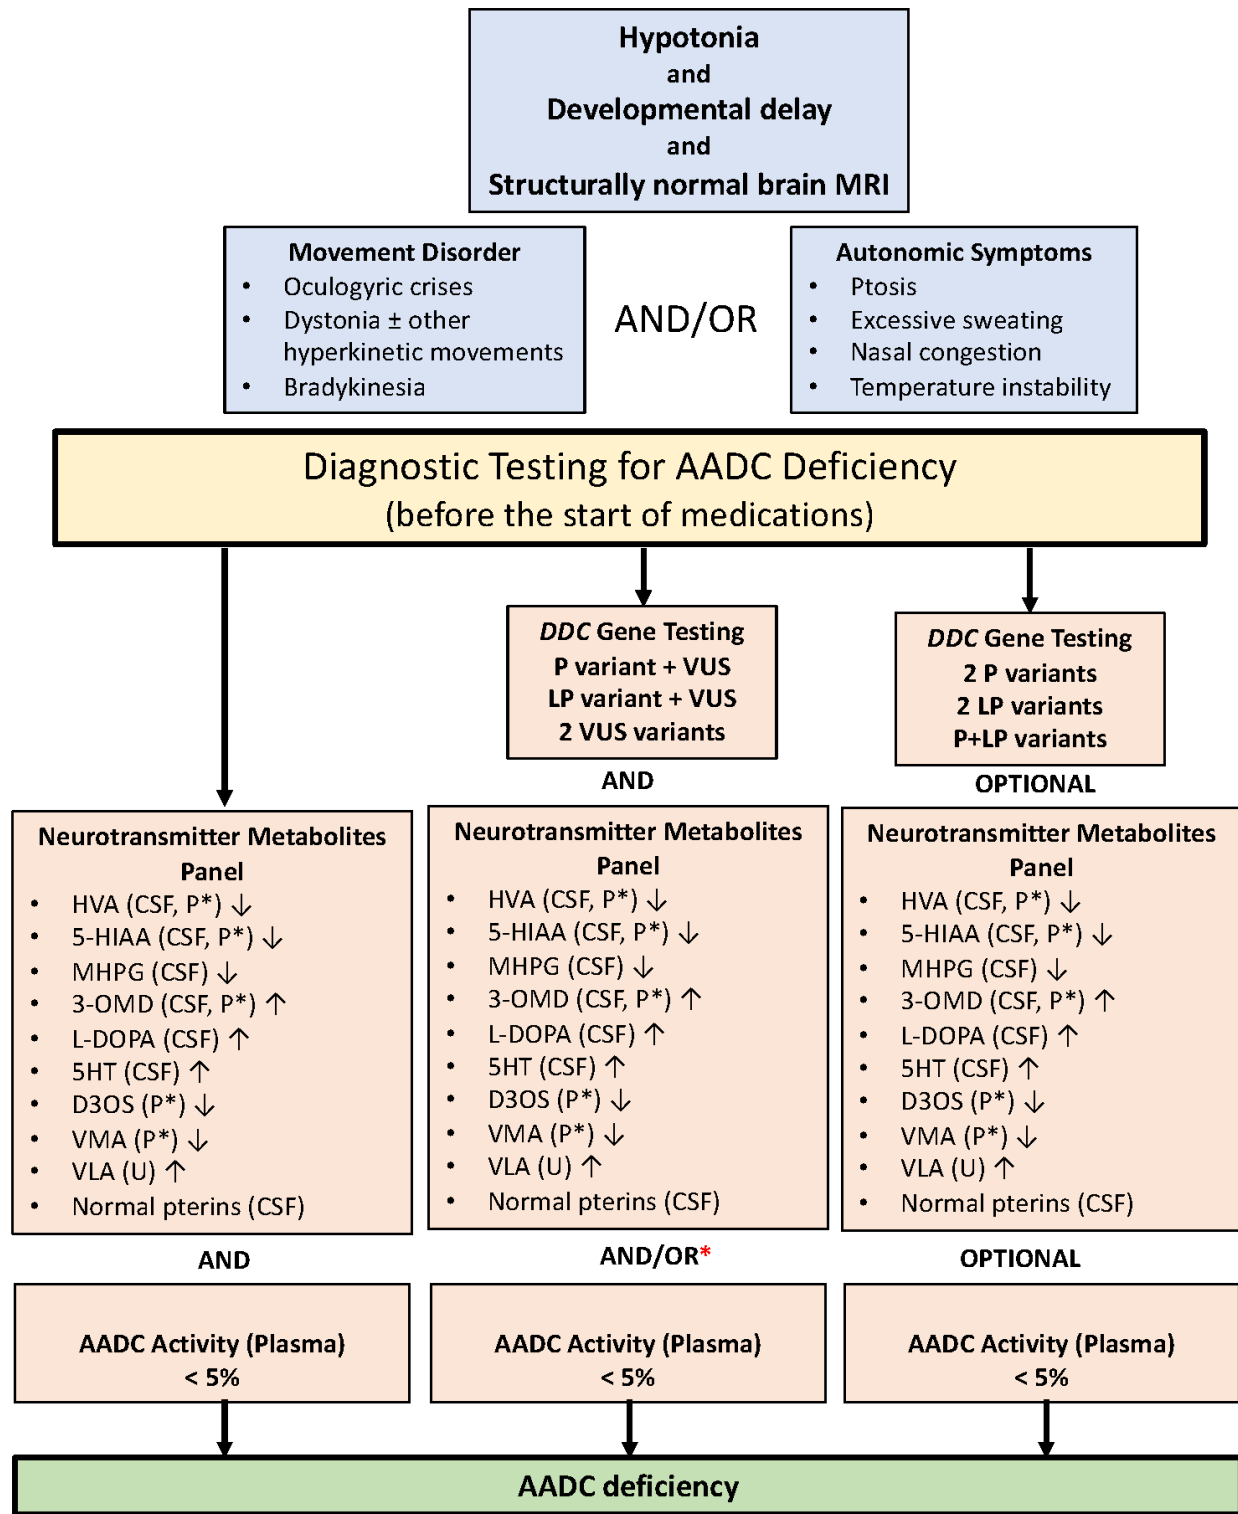 Hypotonia
and
Developmental delay
and
Structurally normal brain MRI
Movement Disorder
• Oculogyric crises
• Dystonia ± other
hyperkinetic movements
• Bradykinesia
AND/OR
Autonomic Symptoms
• Ptosis
• Excessive sweating
• Nasal congestion
• Temperature instability
Diagnostic Testing for AADC Deficiency
(before the start of medications)
DDC Gene Testing
P variant + VUS
LP variant + VUS
2 VUS variants
AND
DDC Gene Testing
2 P variants
2 LP variants
P+LP variants
OPTIONAL
Neurotransmitter Metabolites
Panel
• HVA (CSF, P*) ↓
• 5-HIAA (CSF, P*) ↓
• MHPG (CSF) ↓
• 3-OMD (CSF, P*) ↑
• L-DOPA (CSF) ↑
• 5HT (CSF) ↑
• D3OS (P*) ↓
• VMA (P*) ↓
• VLA (U) ↑
• Normal pterins (CSF)
AND
AADC Activity (Plasma)
< 5%
Neurotransmitter Metabolites
Panel
• HVA (CSF, P*) ↓
• 5-HIAA (CSF, P*) ↓
• MHPG (CSF) ↓
• 3-OMD (CSF, P*) ↑
• L-DOPA (CSF) ↑
• 5HT (CSF) ↑
• D3OS (P*) ↓
• VMA (P*) ↓
• VLA (U) ↑
• Normal pterins (CSF)
AND/OR*
AADC Activity (Plasma)
< 5%
Neurotransmitter Metabolites
Panel
• HVA (CSF, P*) ↓
• 5-HIAA (CSF, P*) ↓
• MHPG (CSF) ↓
• 3-OMD (CSF, P*) ↑
• L-DOPA (CSF) ↑
• 5HT (CSF) ↑
• D3OS (P*) ↓
• VMA (P*) ↓
• VLA (U) ↑
• Normal pterins (CSF)
OPTIONAL
AADC Activity (Plasma)
< 5%
AADC deficiency